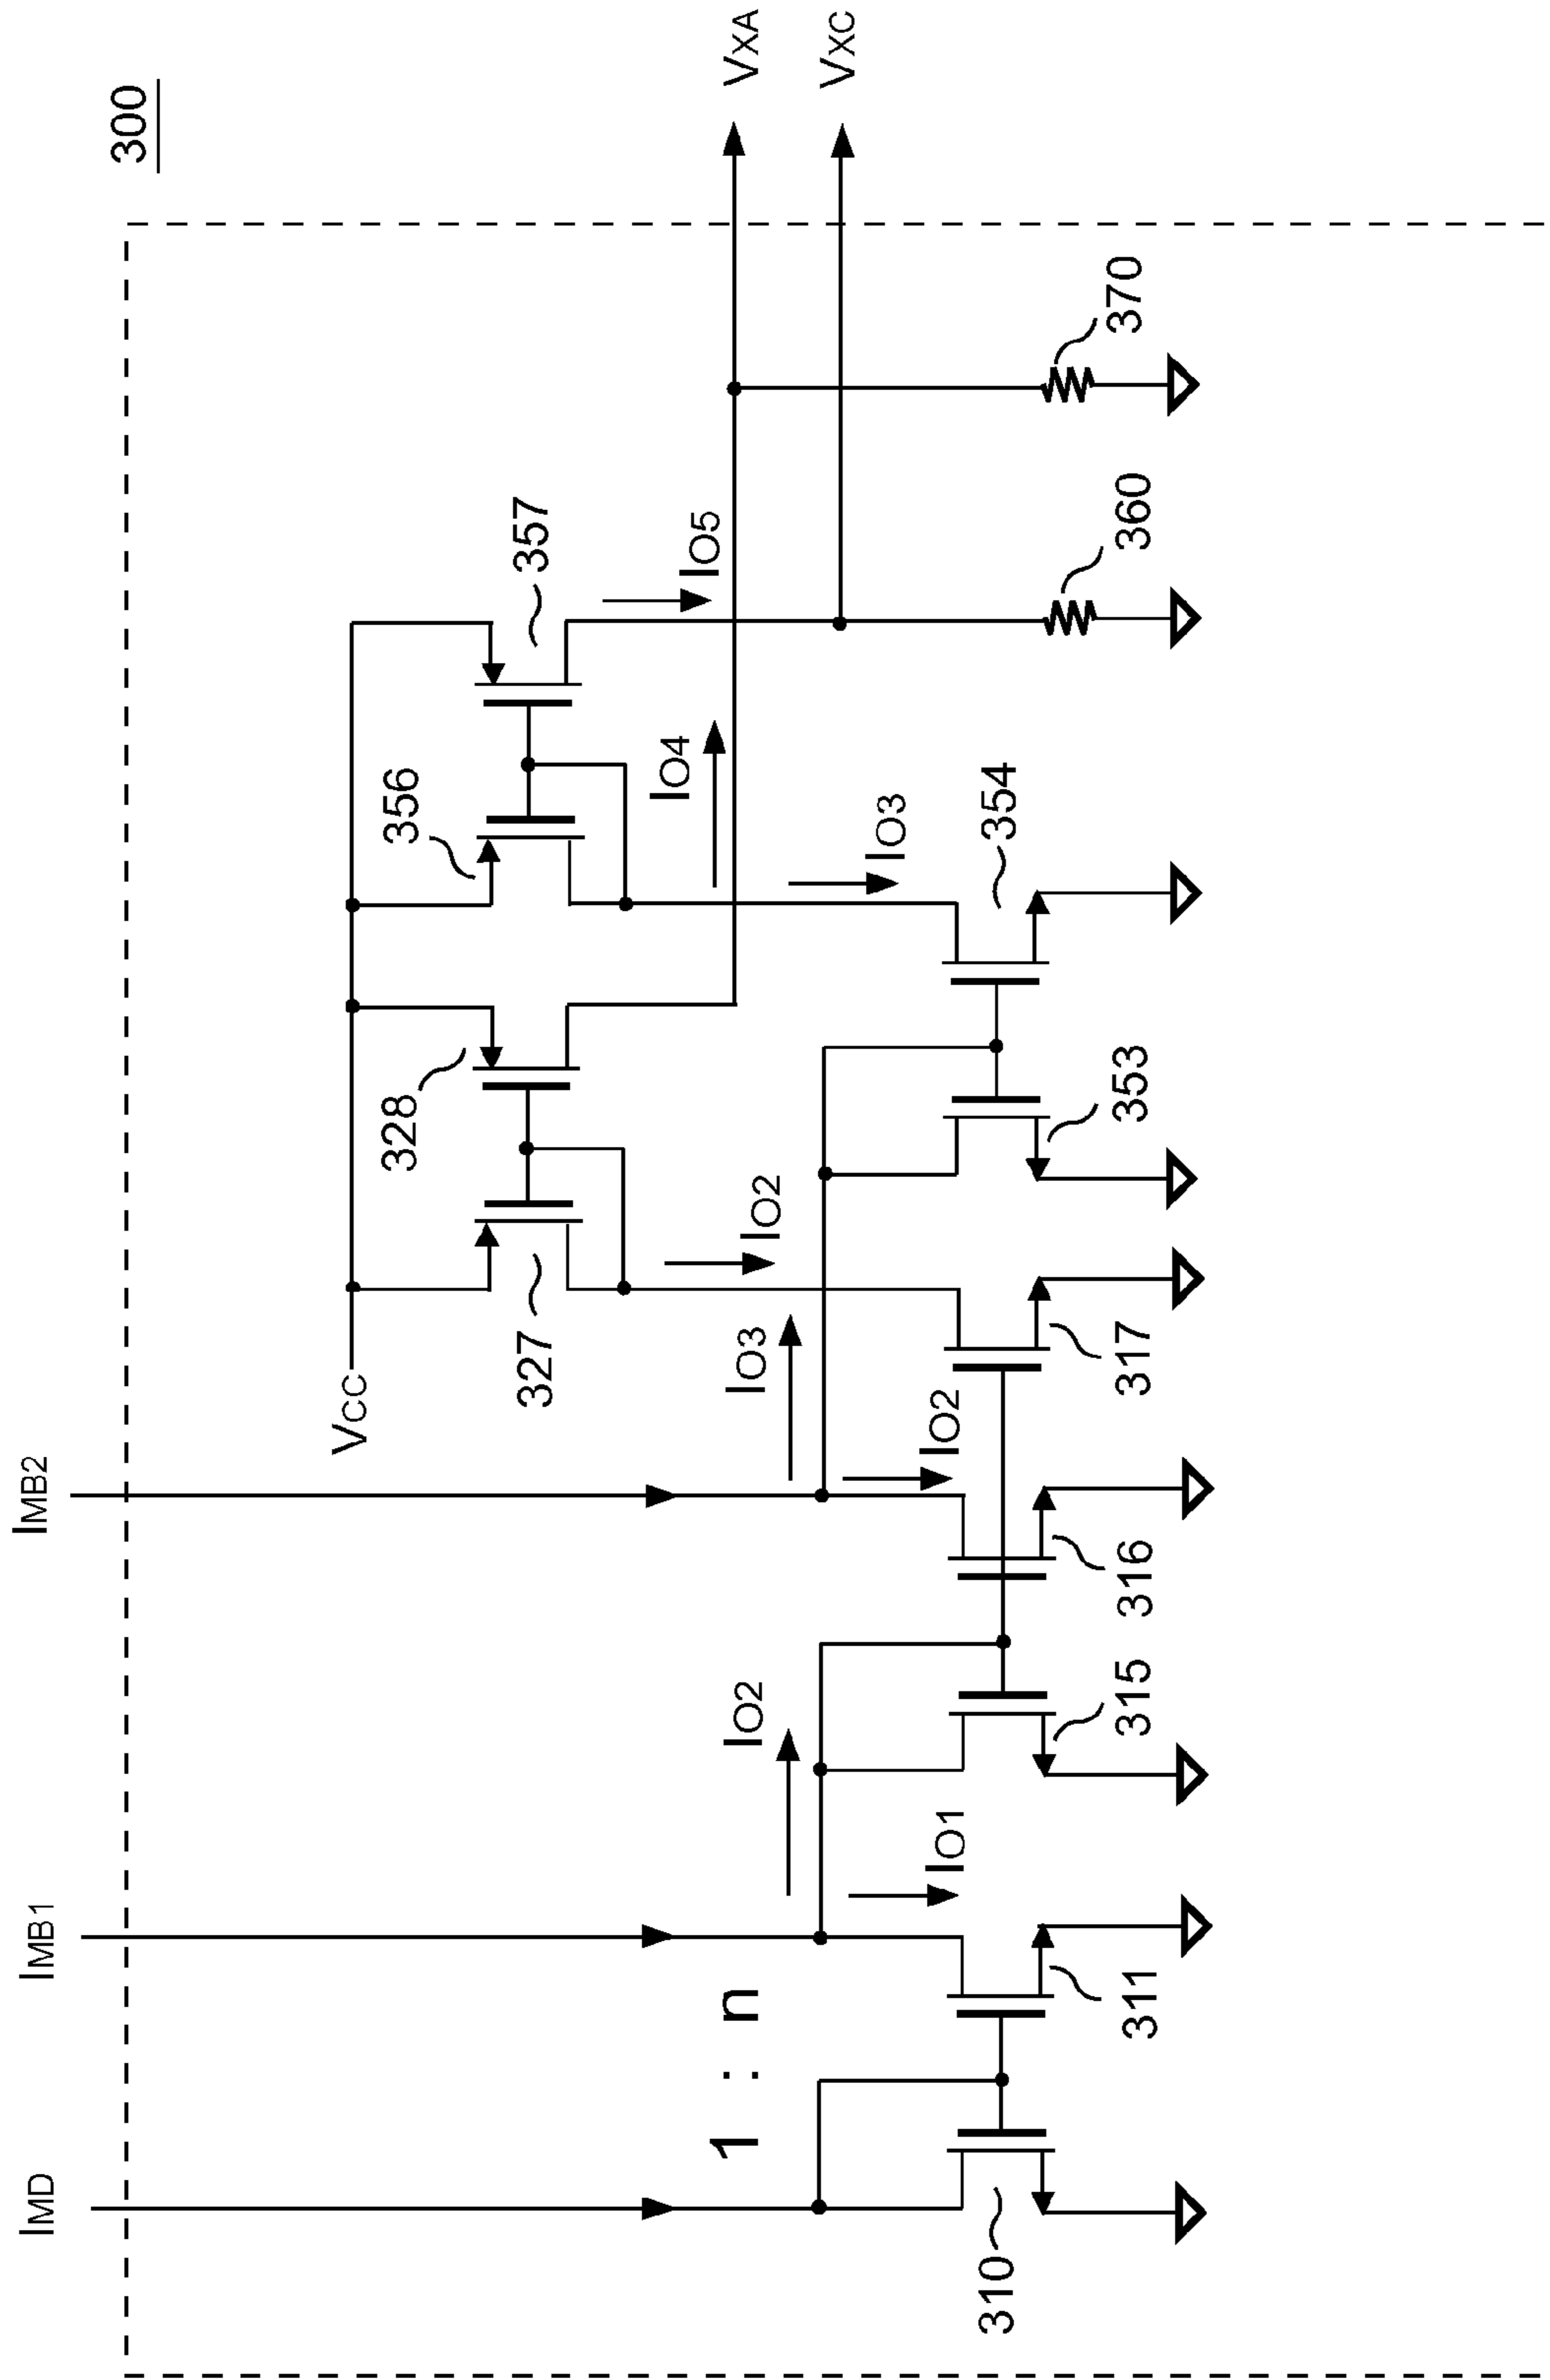 300
IMD
IMB1
IMB2
VCC
327
328
356
357
VXA
VXC
IO5
IO4
IO3
IO2
IO3
IO2
IO2
IO1
1 : n
310
311
315
316
317
353
354
360
370